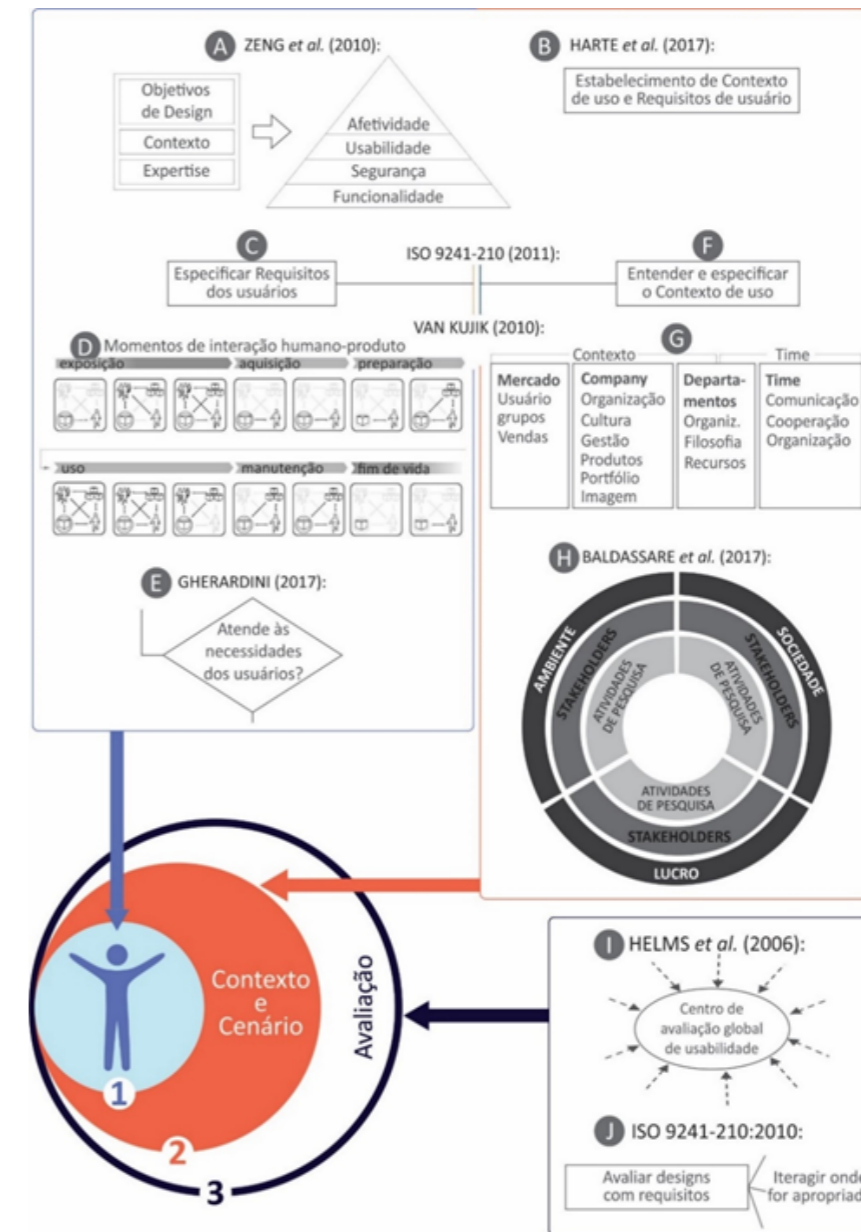 A ZENG et al. (2010):
Objetivos
de Design
Contexto
Expertise
Afetividade
Usabilidade
Segurança
Funcionalidade
B HARTE et al. (2017):
Estabelecimento de Contexto
de uso e Requisitos de usuário
C
Especificar Requisitos
dos usuários
ISO 9241-210 (2011):
F
Entender e especificar
o Contexto de uso
VAN KUJIK (2010):
D Momentos de interação humano-produto
exposição aquisição preparação
uso manutenção fim de vida
G
Contexto Time
Mercado
Usuário
grupos
Vendas
Company
Organização
Cultura
Gestão
Produtos
Portfólio
Imagem
Departa-
mentos
Organiz.
Filosofia
Recursos
Time
Comunicação
Cooperação
Organização
E GHERARDINI (2017):
Atende às
necessidades
dos usuários?
H BALDASSARE et al. (2017):
AMBIENTE
STAKEHOLDERS
ATIVIDADES
DE PESQUISA
SOCIEDADE
STAKEHOLDERS
ATIVIDADES
DE PESQUISA
ATIVIDADES
DE PESQUISA
STAKEHOLDERS
LUCRO
Contexto
e
Cenário
Avaliação
1
2
3
I HELMS et al. (2006):
Centro de
avaliação global
de usabilidade
J ISO 9241-210:2010:
Avaliar designs
com requisitos
Iteragir onde
for apropriad